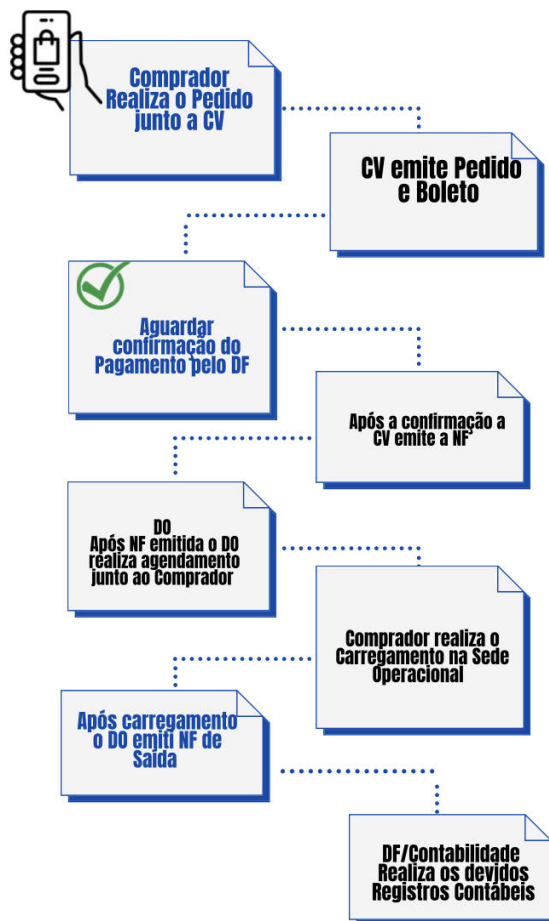 Comprador
Realiza o Pedido
junto a CV
CV emite Pedido
e Boleto
Aguardar
confirmação do
Pagamento pelo DF
Após a confirmação a
CV emite a NF
DO
Após NF emitida o DO
realiza agendamento
junto ao Comprador
Comprador realiza o
Carregamento na Sede
Operacional
Após carregamento
o DO emiti NF de
Saida
DF/Contabilidade
Realiza os devidos
Registros Contábeis